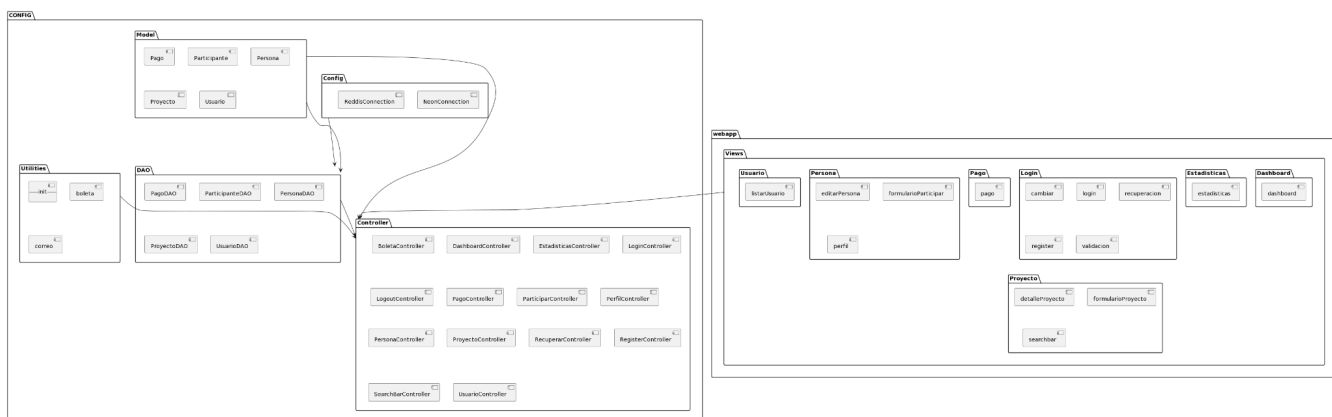 CONFIG
Model
Pago
Participante
Persona
Proyecto
Usuario
Config
ReddisConnection
NeonConnection
Utilities
init
boleta
correo
DAO
PagoDAO
ParticipanteDAO
PersonaDAO
ProyectoDAO
UsuarioDAO
Controller
BoletaController
DashboardController
EstadisticasController
LoginController
LogoutController
PagoController
ParticiparController
PerfilController
PersonaController
ProyectoController
RecuperarController
RegisterController
SearchBarController
UsuarioController
webapp
Views
Usuario
listarUsuario
Persona
editarPersona
formularioParticipar
perfil
Pago
pago
Login
cambiar
login
recuperacion
register
validacion
Estadisticas
estadisticas
Dashboard
dashboard
Proyecto
detalleProyecto
formularioProyecto
searchbar